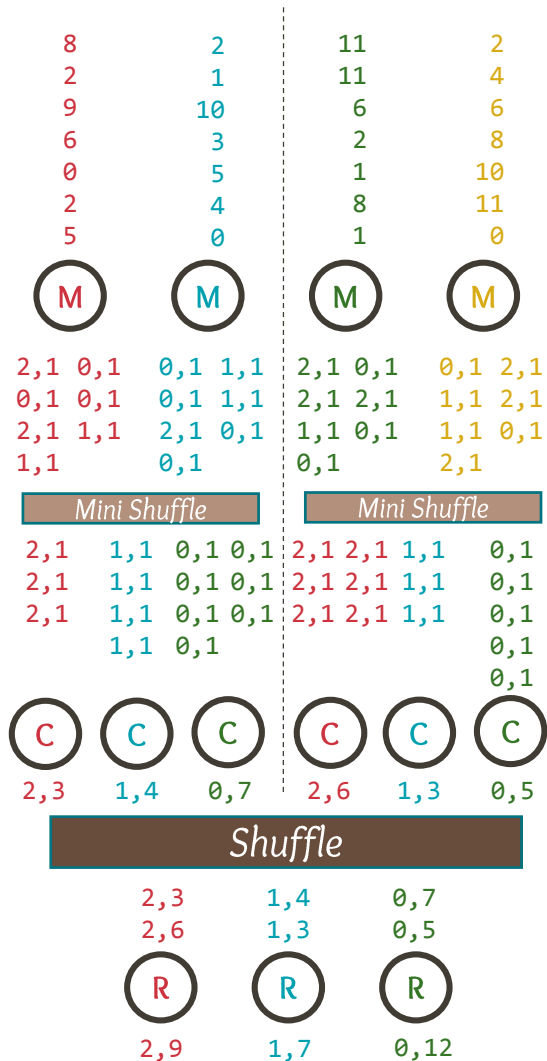 8 2 11 2
2 1 11 4
9 10 6 6
6 3 2 8
0 5 1 10
2 4 8 11
5 0 1 0
M M M M
2,1 0,1 0,1 1,1 2,1 0,1 0,1 2,1
0,1 0,1 0,1 1,1 2,1 2,1 1,1 2,1
2,1 1,1 2,1 0,1 1,1 0,1 1,1 0,1
1,1 0,1 0,1 2,1
Mini Shuffle Mini Shuffle
2,1 1,1 0,1 0,1 2,1 2,1 1,1 0,1
2,1 1,1 0,1 0,1 2,1 2,1 1,1 0,1
2,1 1,1 0,1 0,1 2,1 2,1 1,1 0,1
1,1 0,1 0,1
0,1
C C C C C C
2,3 1,4 0,7 2,6 1,3 0,5
Shuffle
2,3 1,4 0,7
2,6 1,3 0,5
R R R
2,9 1,7 0,12